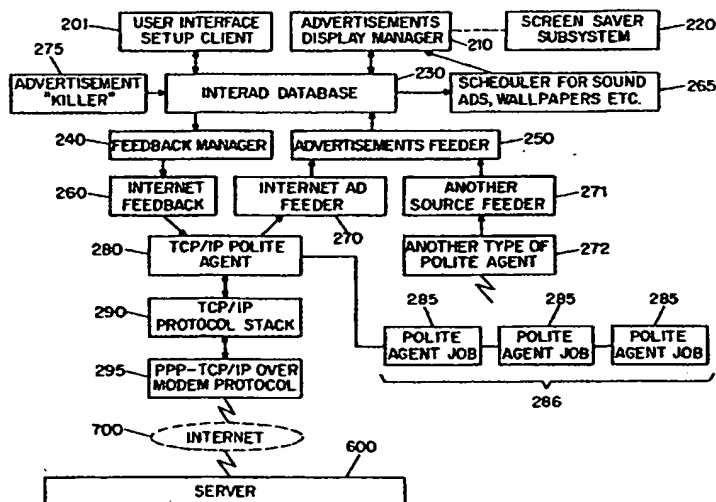 201
USER INTERFACE
SETUP CLIENT
ADVERTISEMENTS
DISPLAY MANAGER
210
SCREEN SAVER
SUBSYSTEM
220
275
ADVERTISEMENT
"KILLER"
230
INTERAD DATABASE
SCHEDULER FOR SOUND
ADS, WALLPAPERS ETC.
265
240
FEEDBACK MANAGER
ADVERTISEMENTS FEEDER
250
260
INTERNET
FEEDBACK
INTERNET AD
FEEDER
270
ANOTHER
SOURCE FEEDER
271
280
TCP/IP POLITE
AGENT
ANOTHER TYPE OF
POLITE AGENT
272
290
TCP/IP
PROTOCOL STACK
285
285
285
POLITE
AGENT JOB
POLITE
AGENT JOB
POLITE
AGENT JOB
286
295
PPP-TCP/IP OVER
MODEM PROTOCOL
700
INTERNET
600
SERVER